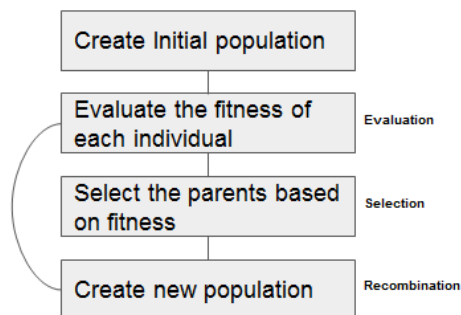 Create Initial population
Evaluate the fitness of
each individual
Evaluation
Select the parents based
on fitness
Selection
Create new population
Recombination